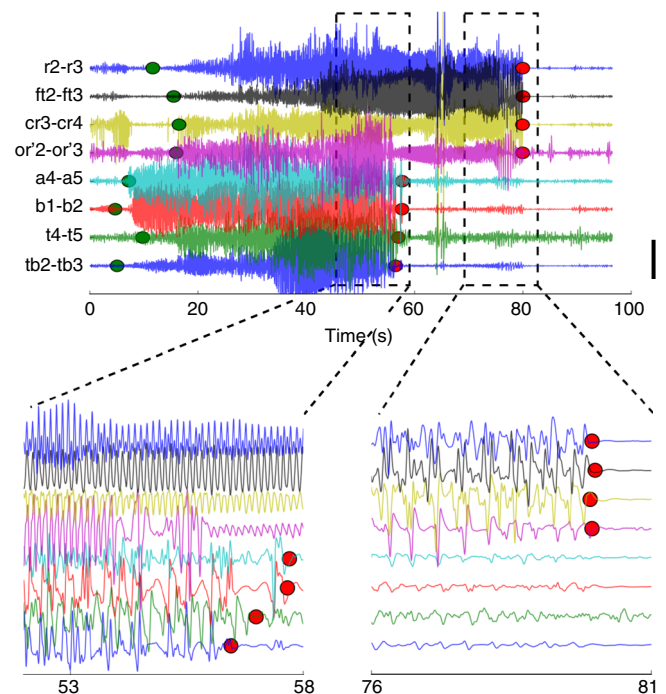 r2-r3
ft2-ft3
cr3-cr4
or'2-or'3
a4-a5
b1-b2
t4-t5
tb2-tb3
0 20 40 60 80 100
Time (s)
53 58 76 81